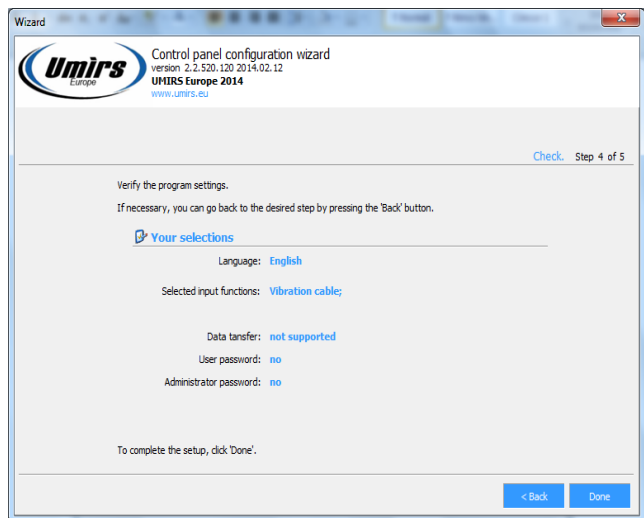 Wizard
Umirs
Europe
Control panel configuration wizard
version 2.2.520.120 2014.02.12
UMIRS Europe 2014
www.umirs.eu
Check. Step 4 of 5
Verify the program settings.
If necessary, you can go back to the desired step by pressing the 'Back' button.
Your selections
Language: English
Selected input functions: Vibration cable;
Data tansfer: not supported
User password: no
Administrator password: no
To complete the setup, click 'Done'.
< Back Done